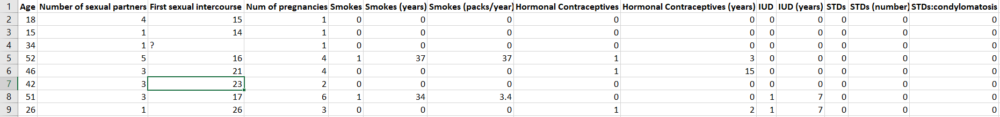 1 Age Number of sexual partners First sexual intercourse Num of pregnancies Smokes Smokes (years) Smokes (packs/year) Hormonal Contraceptives Hormonal Contraceptives (years) IUD IUD (years) STDs STDs (number) STDs:condylomatosis
2 18 4 15 1 0 0 0 0 0 0 0 0 0 0
3 15 1 14 1 0 0 0 0 0 0 0 0 0 0
4 34 1 ? 1 0 0 0 0 0 0 0 0 0 0
5 52 5 16 4 1 37 37 1 3 0 0 0 0 0
6 46 3 21 4 0 0 0 1 15 0 0 0 0 0
7 42 3 23 2 0 0 0 0 0 0 0 0 0 0
8 51 3 17 6 1 34 3.4 0 0 1 7 0 0 0
9 26 1 26 3 0 0 0 1 2 1 7 0 0 0